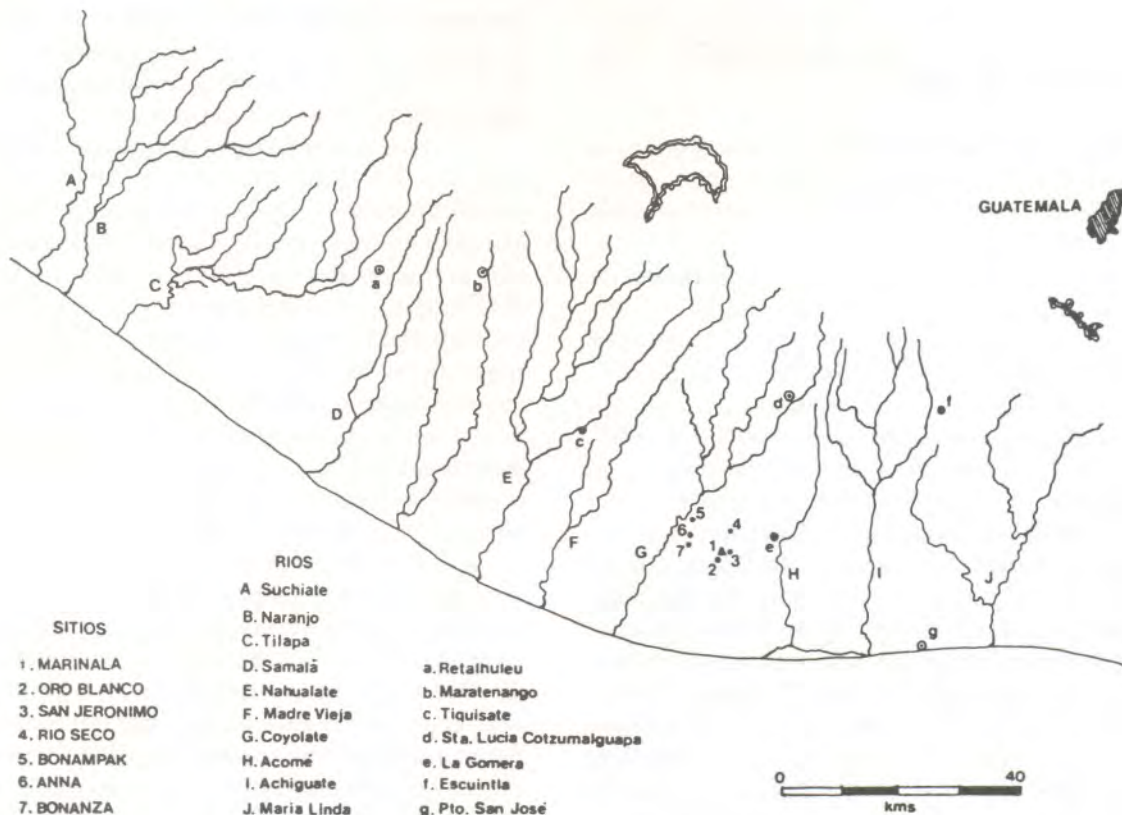 GUATEMALA
A
B
C
a
b
D
d
f
c
E
5
4
6
F
G
7
1
3
2
e
H
I
J
g
RIOS
A Suchiate
B. Naranjo
C. Tilapa
D. Samalá
E. Nahualate
F. Madre Vieja
G. Coyolate
H. Acomé
I. Achiguate
J. Maria Linda
SITIOS
1. MARINALA
2. ORO BLANCO
3. SAN JERONIMO
4. RIO SECO
5. BONAMPAK
6. ANNA
7. BONANZA
a. Retalhuleu
b. Mazatenango
c. Tiquisate
d. Sta. Lucia Cotzumalguapa
e. La Gomera
f. Escuintla
g. Pto. San José
0 40
kms